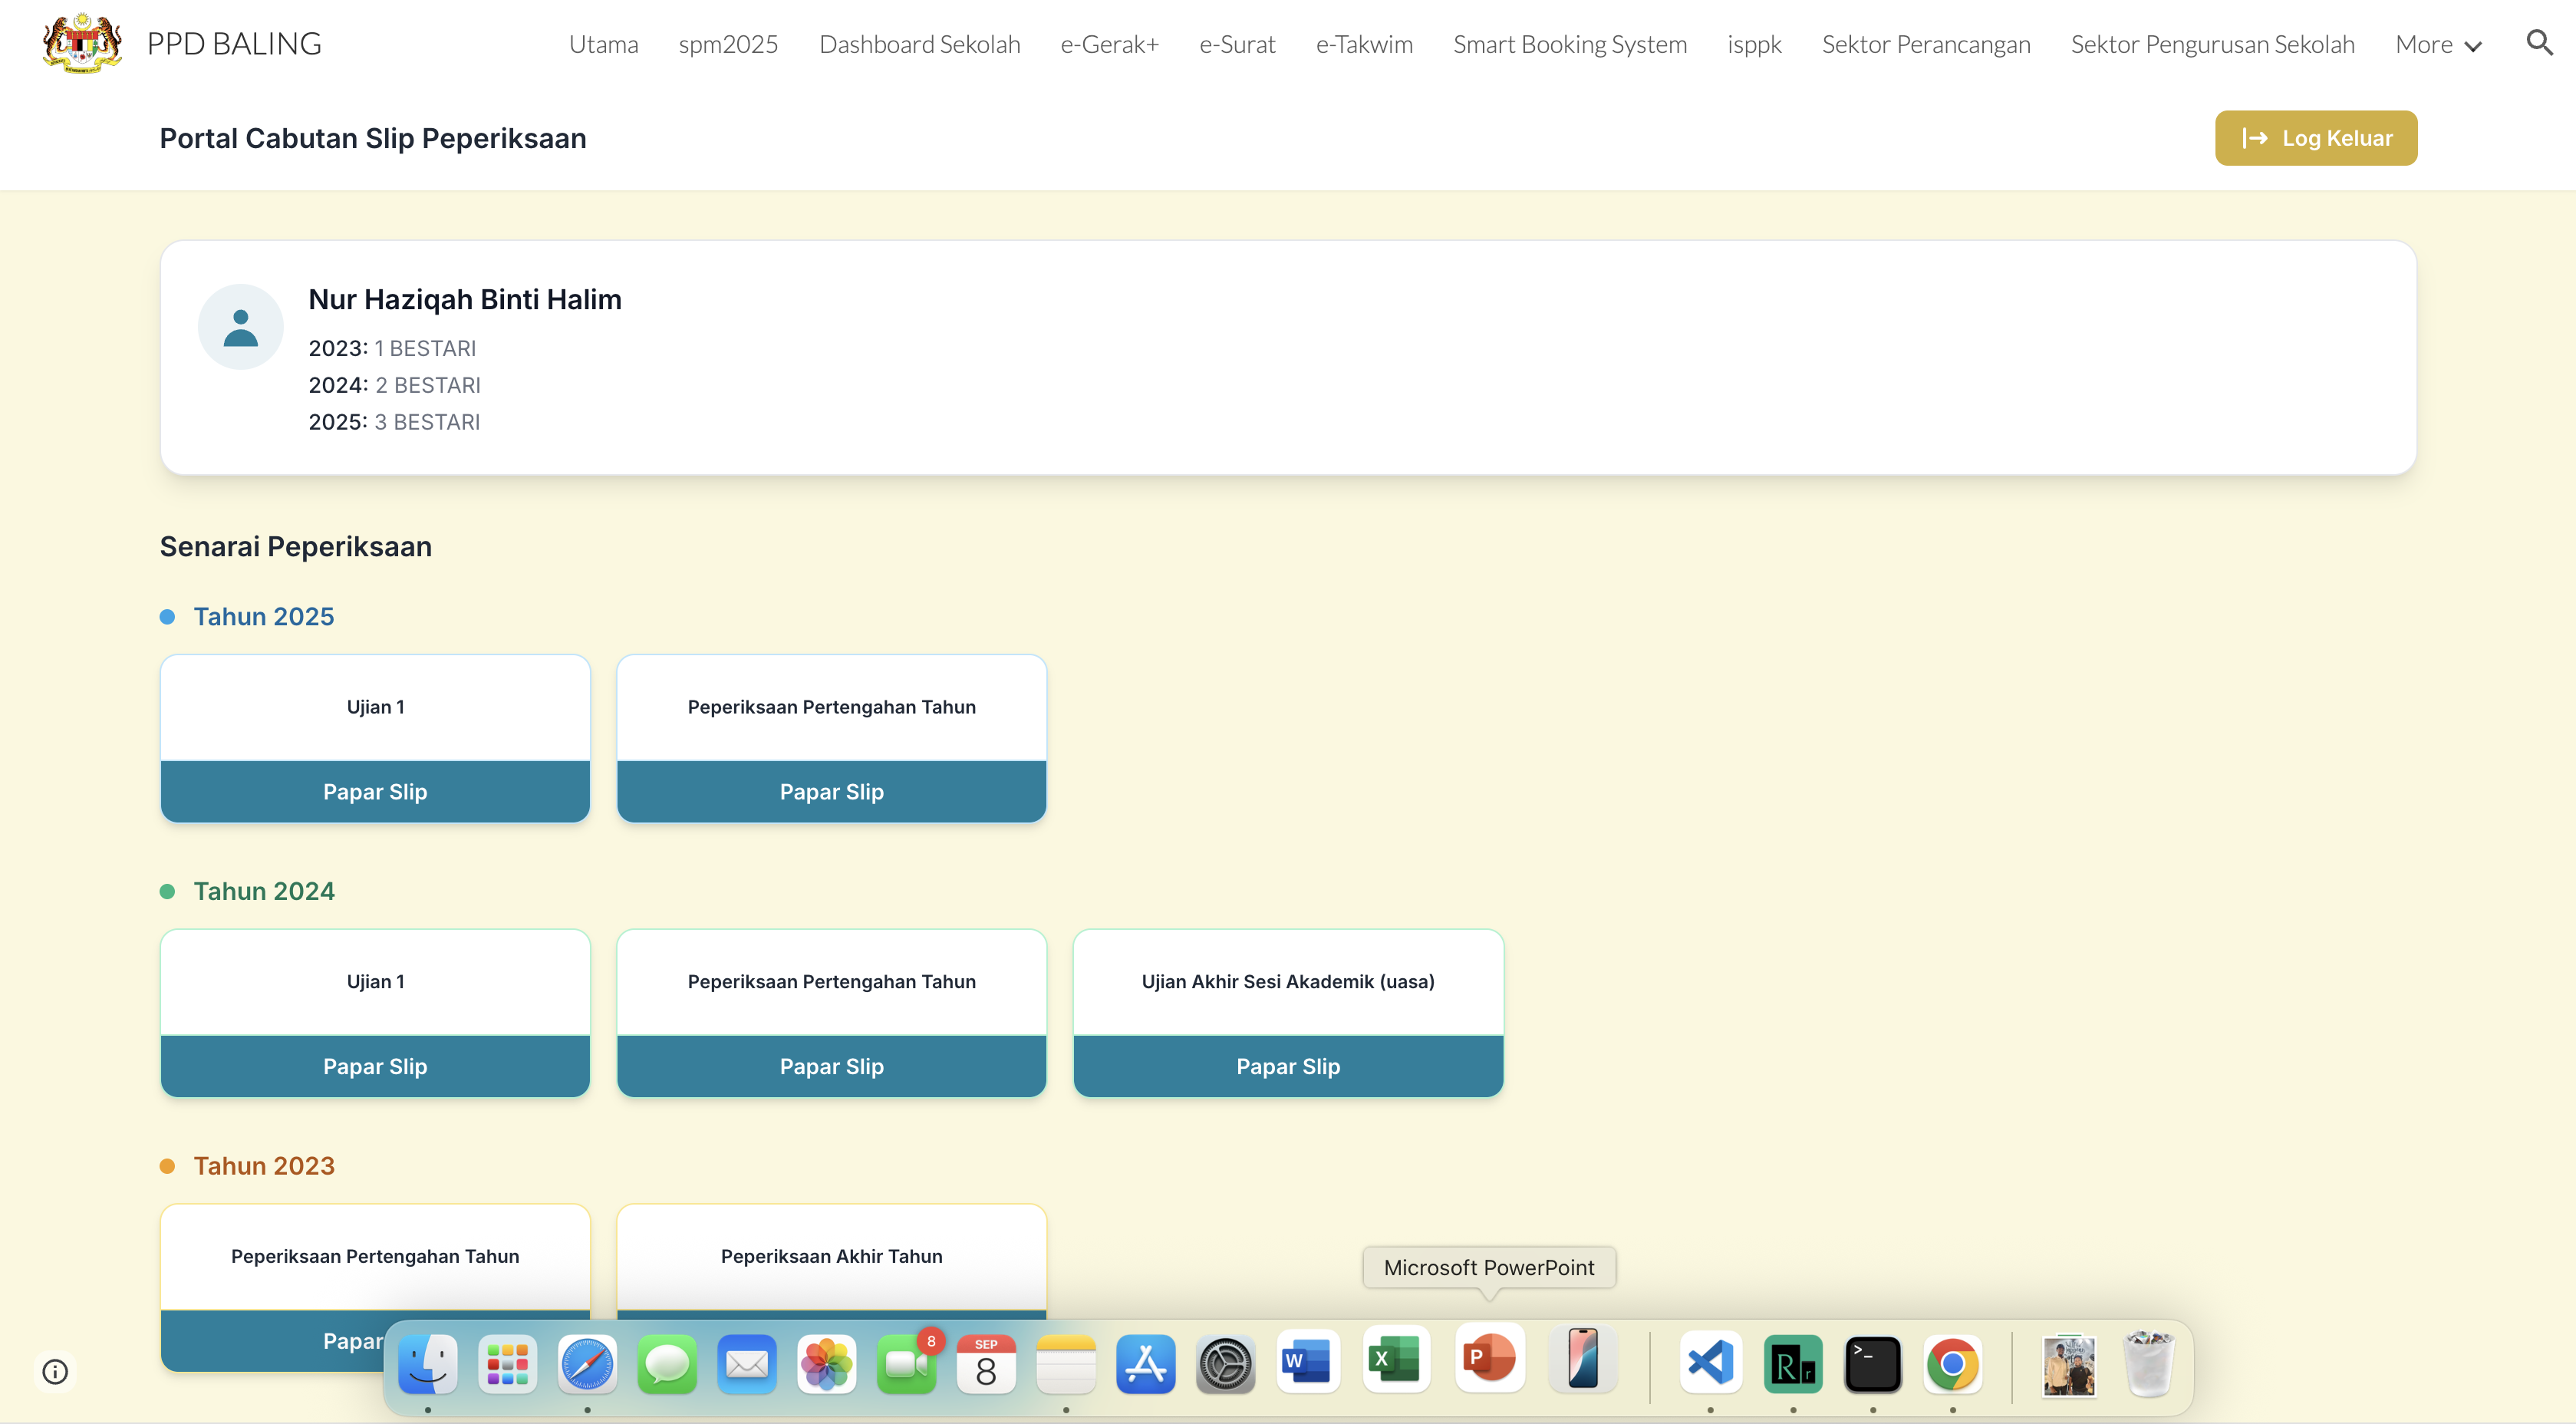 PPD BALING
Utama spm2025 Dashboard Sekolah e-Gerak+ e-Surat e-Takwim Smart Booking System isppk Sektor Perancangan Sektor Pengurusan Sekolah More
Portal Cabutan Slip Peperiksaan
Log Keluar
Nur Haziqah Binti Halim
2023: 1 BESTARI
2024: 2 BESTARI
2025: 3 BESTARI
Senarai Peperiksaan
Tahun 2025
Ujian 1
Peperiksaan Pertengahan Tahun
Papar Slip
Papar Slip
Tahun 2024
Ujian 1
Peperiksaan Pertengahan Tahun
Ujian Akhir Sesi Akademik (uasa)
Papar Slip
Papar Slip
Papar Slip
Tahun 2023
Peperiksaan Pertengahan Tahun
Peperiksaan Akhir Tahun
Papar
Microsoft PowerPoint
8
SEP
8
W
X
P
Rr
>_